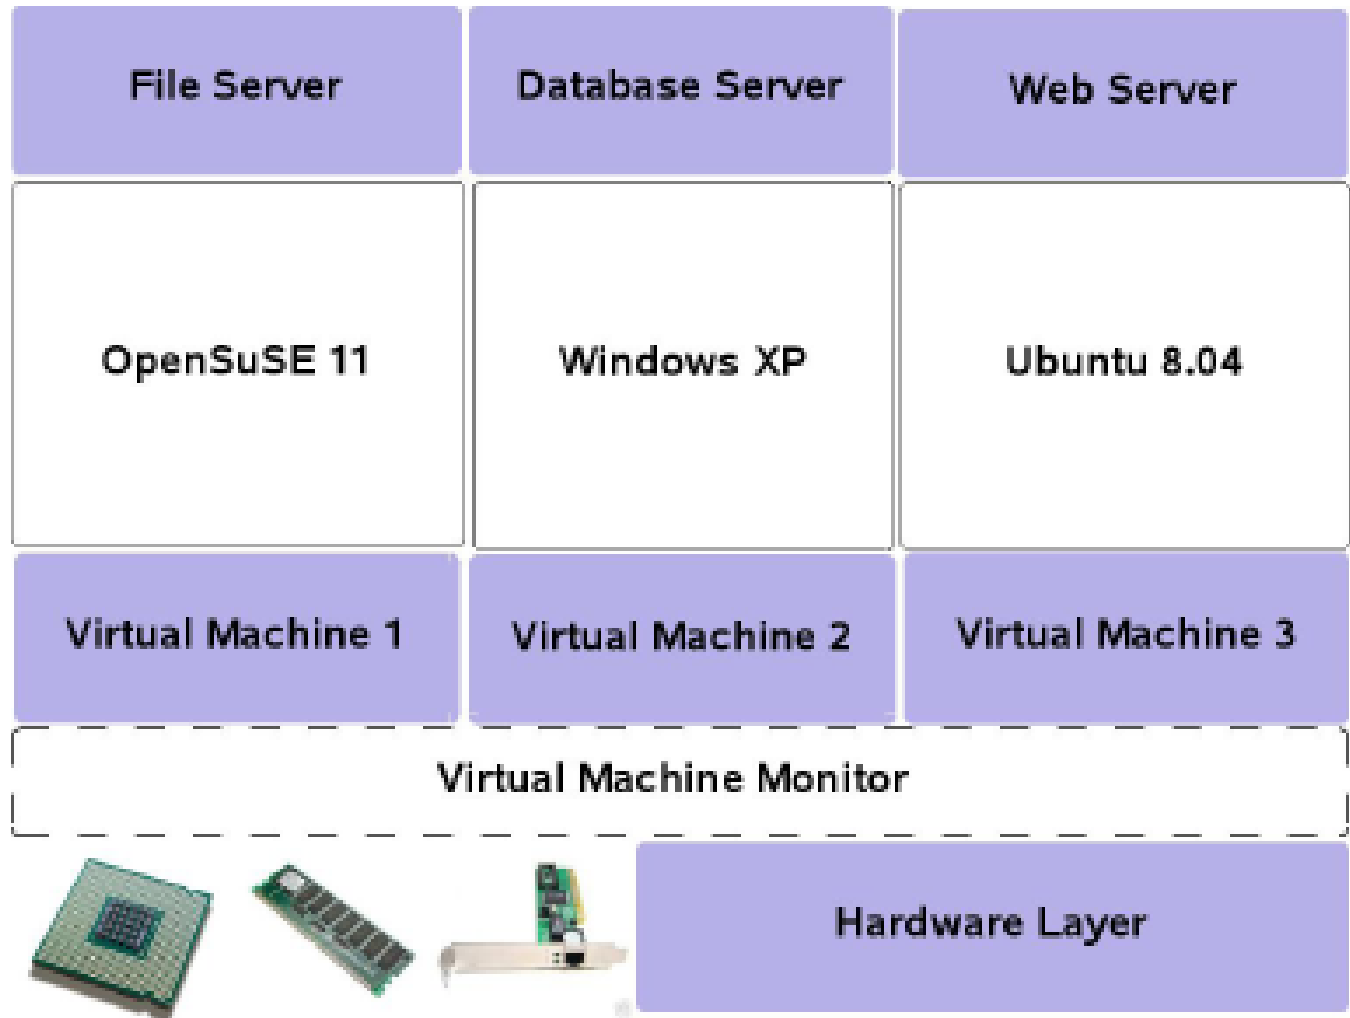 File Server
Database Server
Web Server
OpenSuSE 11
Windows XP
Ubuntu 8.04
Virtual Machine 1
Virtual Machine 2
Virtual Machine 3
Virtual Machine Monitor
Hardware Layer